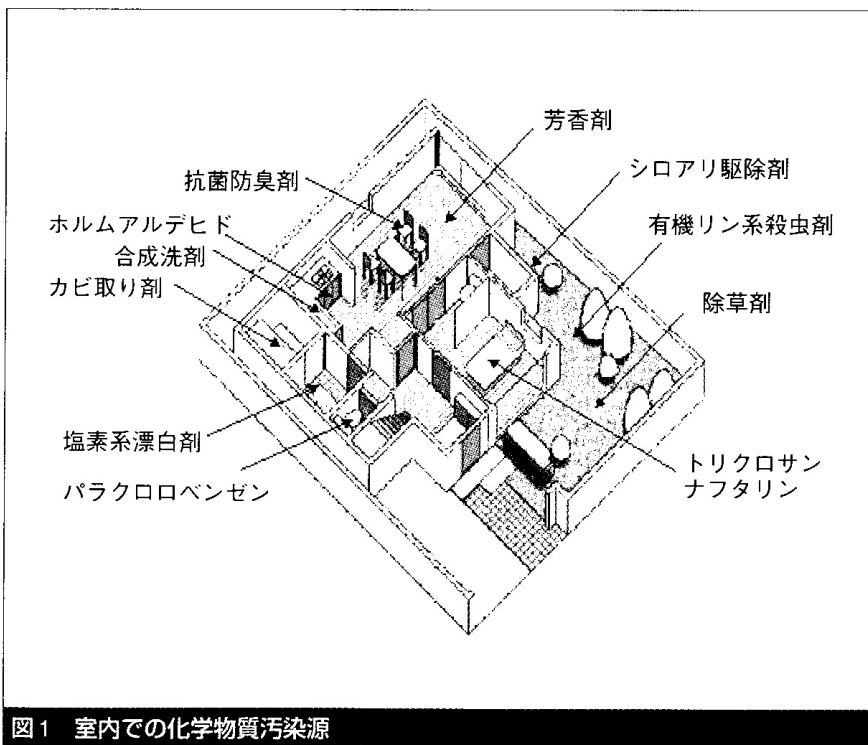 芳香剤
シロアリ駆除剤
抗菌防臭剤
有機リン系殺虫剤
ホルムアルデヒド
合成洗剤
カビ取り剤
除草剤
塩素系漂白剤
パラクロロベンゼン
トリクロサン
ナフタリン
図1 室内での化学物質汚染源